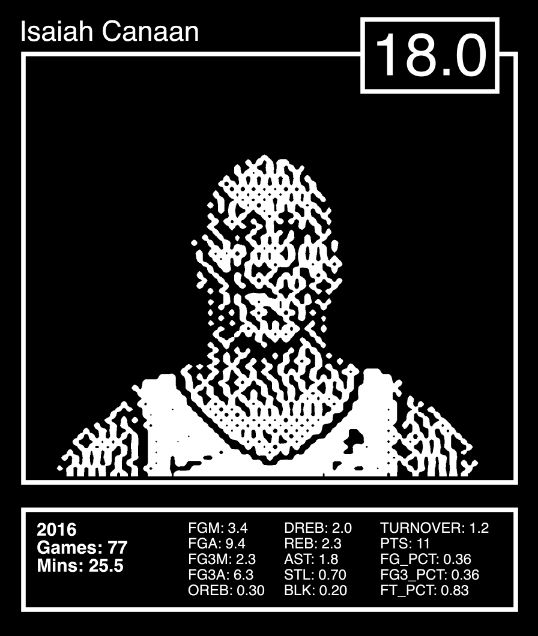 Isaiah Canaan
18.0
2016
Games: 77
Mins: 25.5
FGM: 3.4
FGA: 9.4
FG3M: 2.3
FG3A: 6.3
OREB: 0.30
DREB: 2.0
REB: 2.3
AST: 1.8
STL: 0.70
BLK: 0.20
TURNOVER: 1.2
PTS: 11
FG_PCT: 0.36
FG3_PCT: 0.36
FT_PCT: 0.83